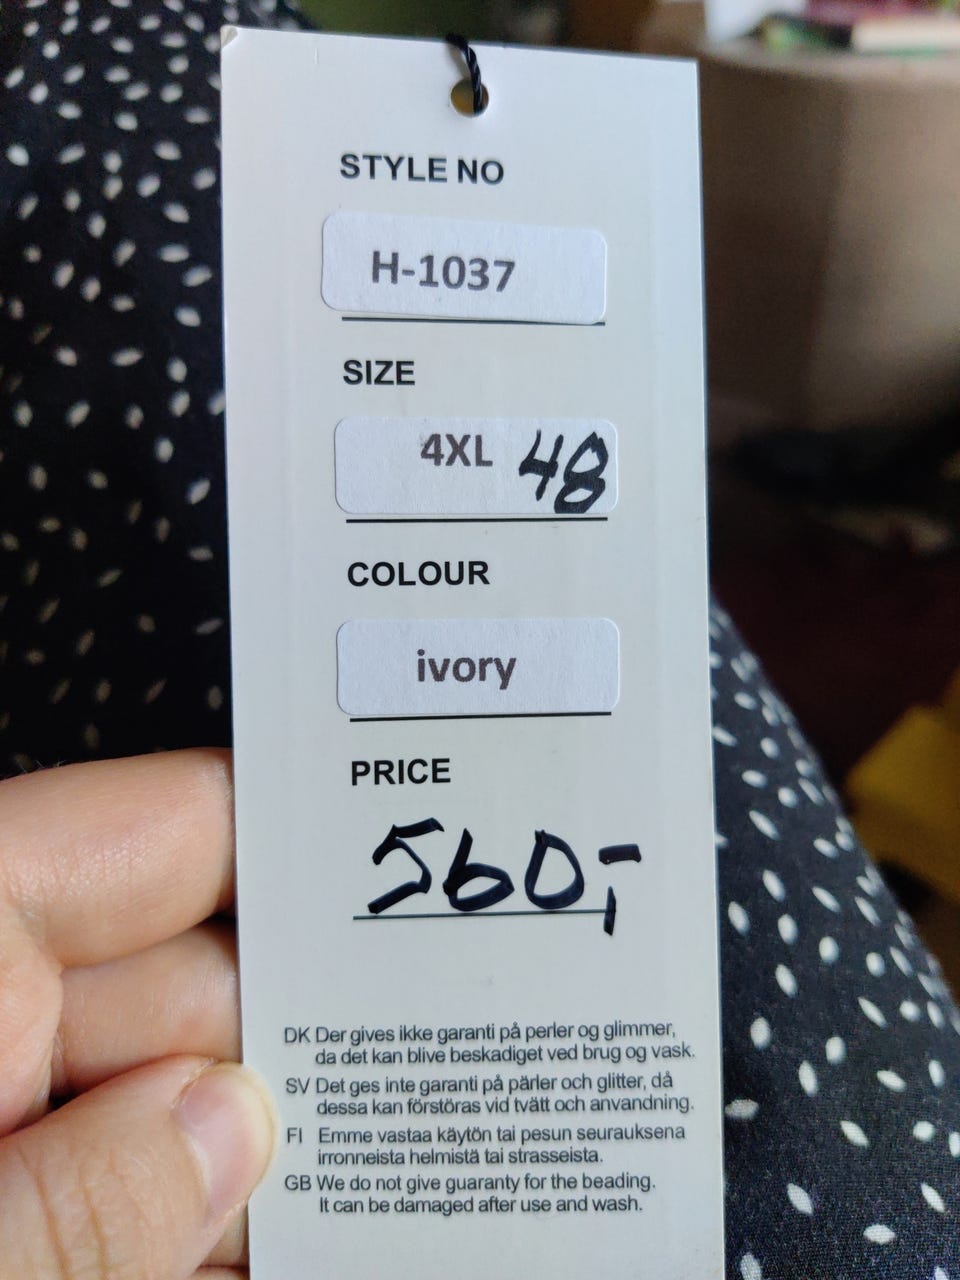 STYLE NO
H-1037
SIZE
4XL 48
COLOUR
ivory
PRICE
560,-
DK Der gives ikke garanti på perler og glimmer,
da det kan blive beskadiget ved brug og vask.
SV Det ges inte garanti på pärler och glitter, då
dessa kan förstöras vid tvätt och anvandning.
FI Emme vastaa käytön tai pesun seurauksena
irronneista helmistä tai strasseista.
GB We do not give guaranty for the beading.
It can be damaged after use and wash.